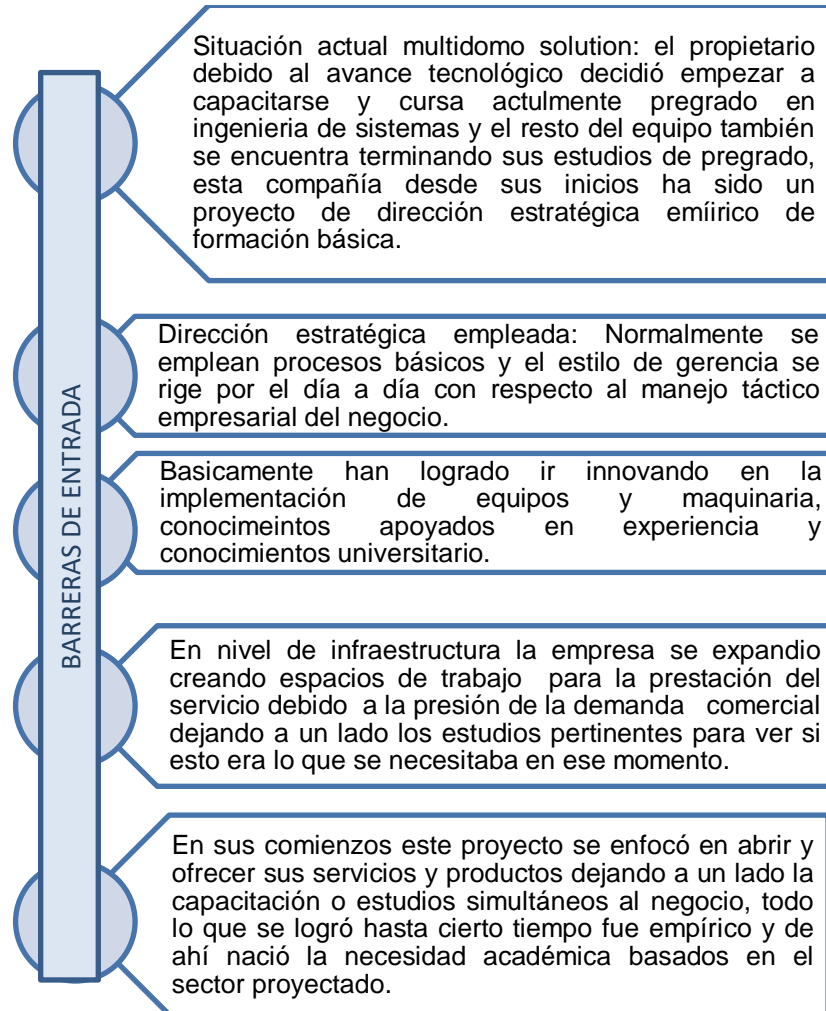 BARRERAS DE ENTRADA
Situación actual multidomo solution: el propietario
debido al avance tecnológico decidió empezar a
capacitarse y cursa actulmente pregrado en
ingenieria de sistemas y el resto del equipo también
se encuentra terminando sus estudios de pregrado,
esta compañía desde sus inicios ha sido un
proyecto de dirección estratégica emíirico de
formación básica.
Dirección estratégica empleada: Normalmente se
emplean procesos básicos y el estilo de gerencia se
rige por el día a día con respecto al manejo táctico
empresarial del negocio.
Basicamente han logrado ir innovando en la
implementación de equipos y maquinaria,
conocimeintos apoyados en experiencia y
conocimientos universitario.
En nivel de infraestructura la empresa se expandio
creando espacios de trabajo para la prestación del
servicio debido a la presión de la demanda comercial
dejando a un lado los estudios pertinentes para ver si
esto era lo que se necesitaba en ese momento.
En sus comienzos este proyecto se enfocó en abrir y
ofrecer sus servicios y productos dejando a un lado la
capacitación o estudios simultáneos al negocio, todo
lo que se logró hasta cierto tiempo fue empírico y de
ahí nació la necesidad académica basados en el
sector proyectado.